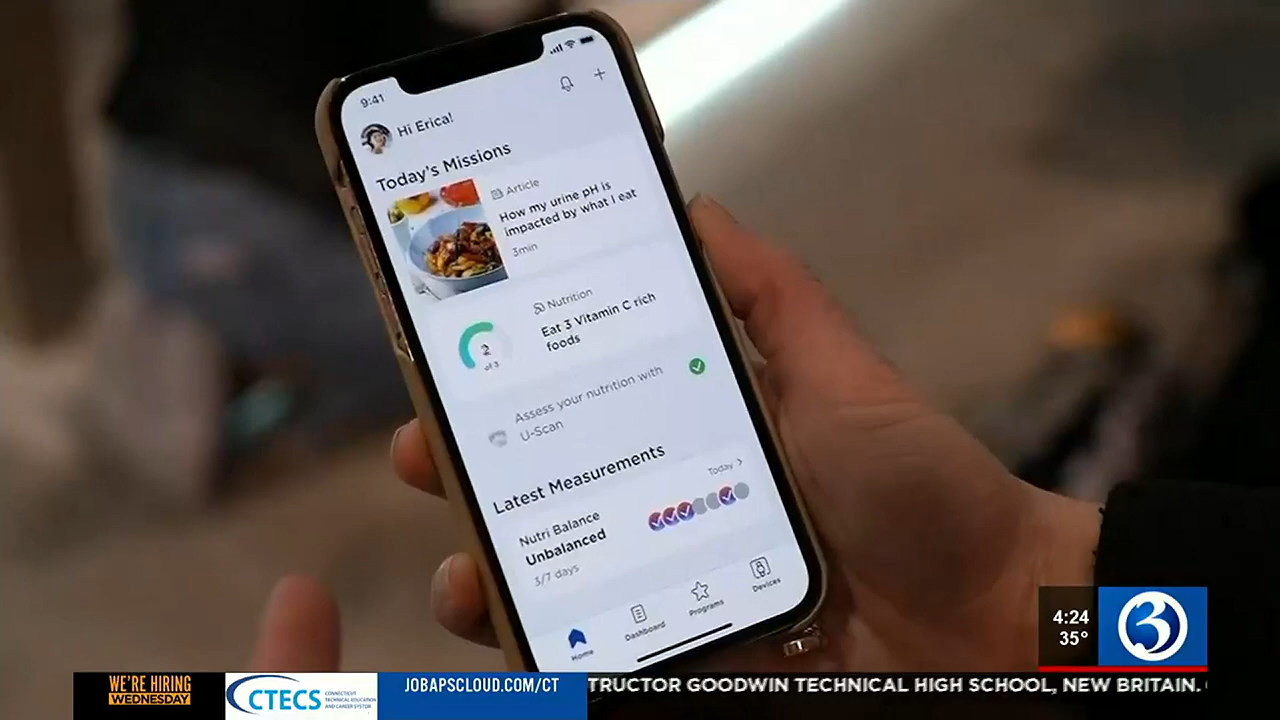 9:41
Hi Erica!
Today's Missions
Article
How my urine pH is
impacted by what I eat
3min
Nutrition
Eat 3 Vitamin C rich
foods
2
of 3
Assess your nutrition with
U-Scan
Latest Measurements
Today >
Nutri Balance
Unbalanced
3/7 days
Home
Dashboard
Programs
Devices
4:24
35°
3
WE'RE HIRING
WEDNESDAY
CTECS
CONNECTICUT
TECHNICAL EDUCATION
AND CAREER SYSTEM
JOBAPSCLOUD.COM/CT
TRUCTOR GOODWIN TECHNICAL HIGH SCHOOL, NEW BRITAIN.